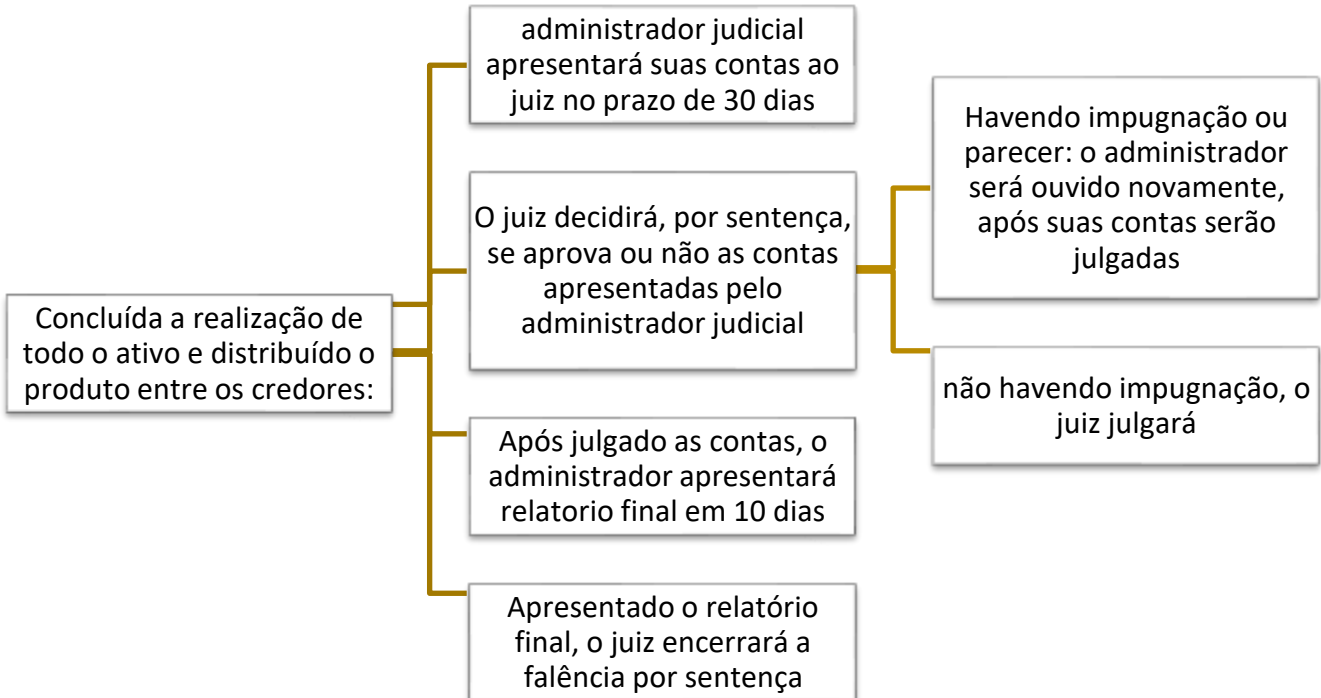 Concluída a realização de
todo o ativo e distribuído o
produto entre os credores:
administrador judicial
apresentará suas contas ao
juiz no prazo de 30 dias
O juiz decidirá, por sentença,
se aprova ou não as contas
apresentadas pelo
administrador judicial
Havendo impugnação ou
parecer: o administrador
será ouvido novamente,
após suas contas serão
julgadas
não havendo impugnação, o
juiz julgará
Após julgado as contas, o
administrador apresentará
relatorio final em 10 dias
Apresentado o relatório
final, o juiz encerrará a
falência por sentença